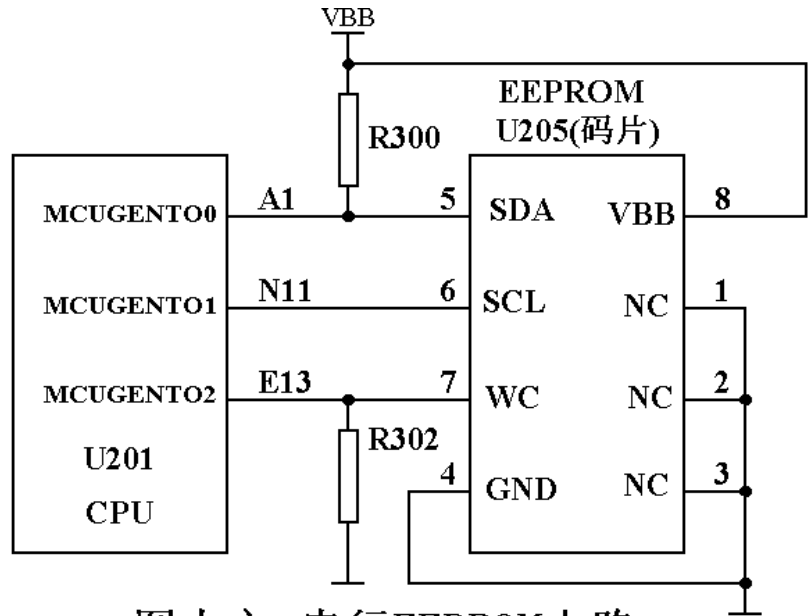 VBB
EEPROM
U205(码片)
R300
MCUGENTO0 A1 5 SDA VBB 8
MCUGENTO1 N11 6 SCL NC 1
MCUGENTO2 E13 7 WC NC 2
R302
U201
4 GND NC 3
CPU
EEPROM